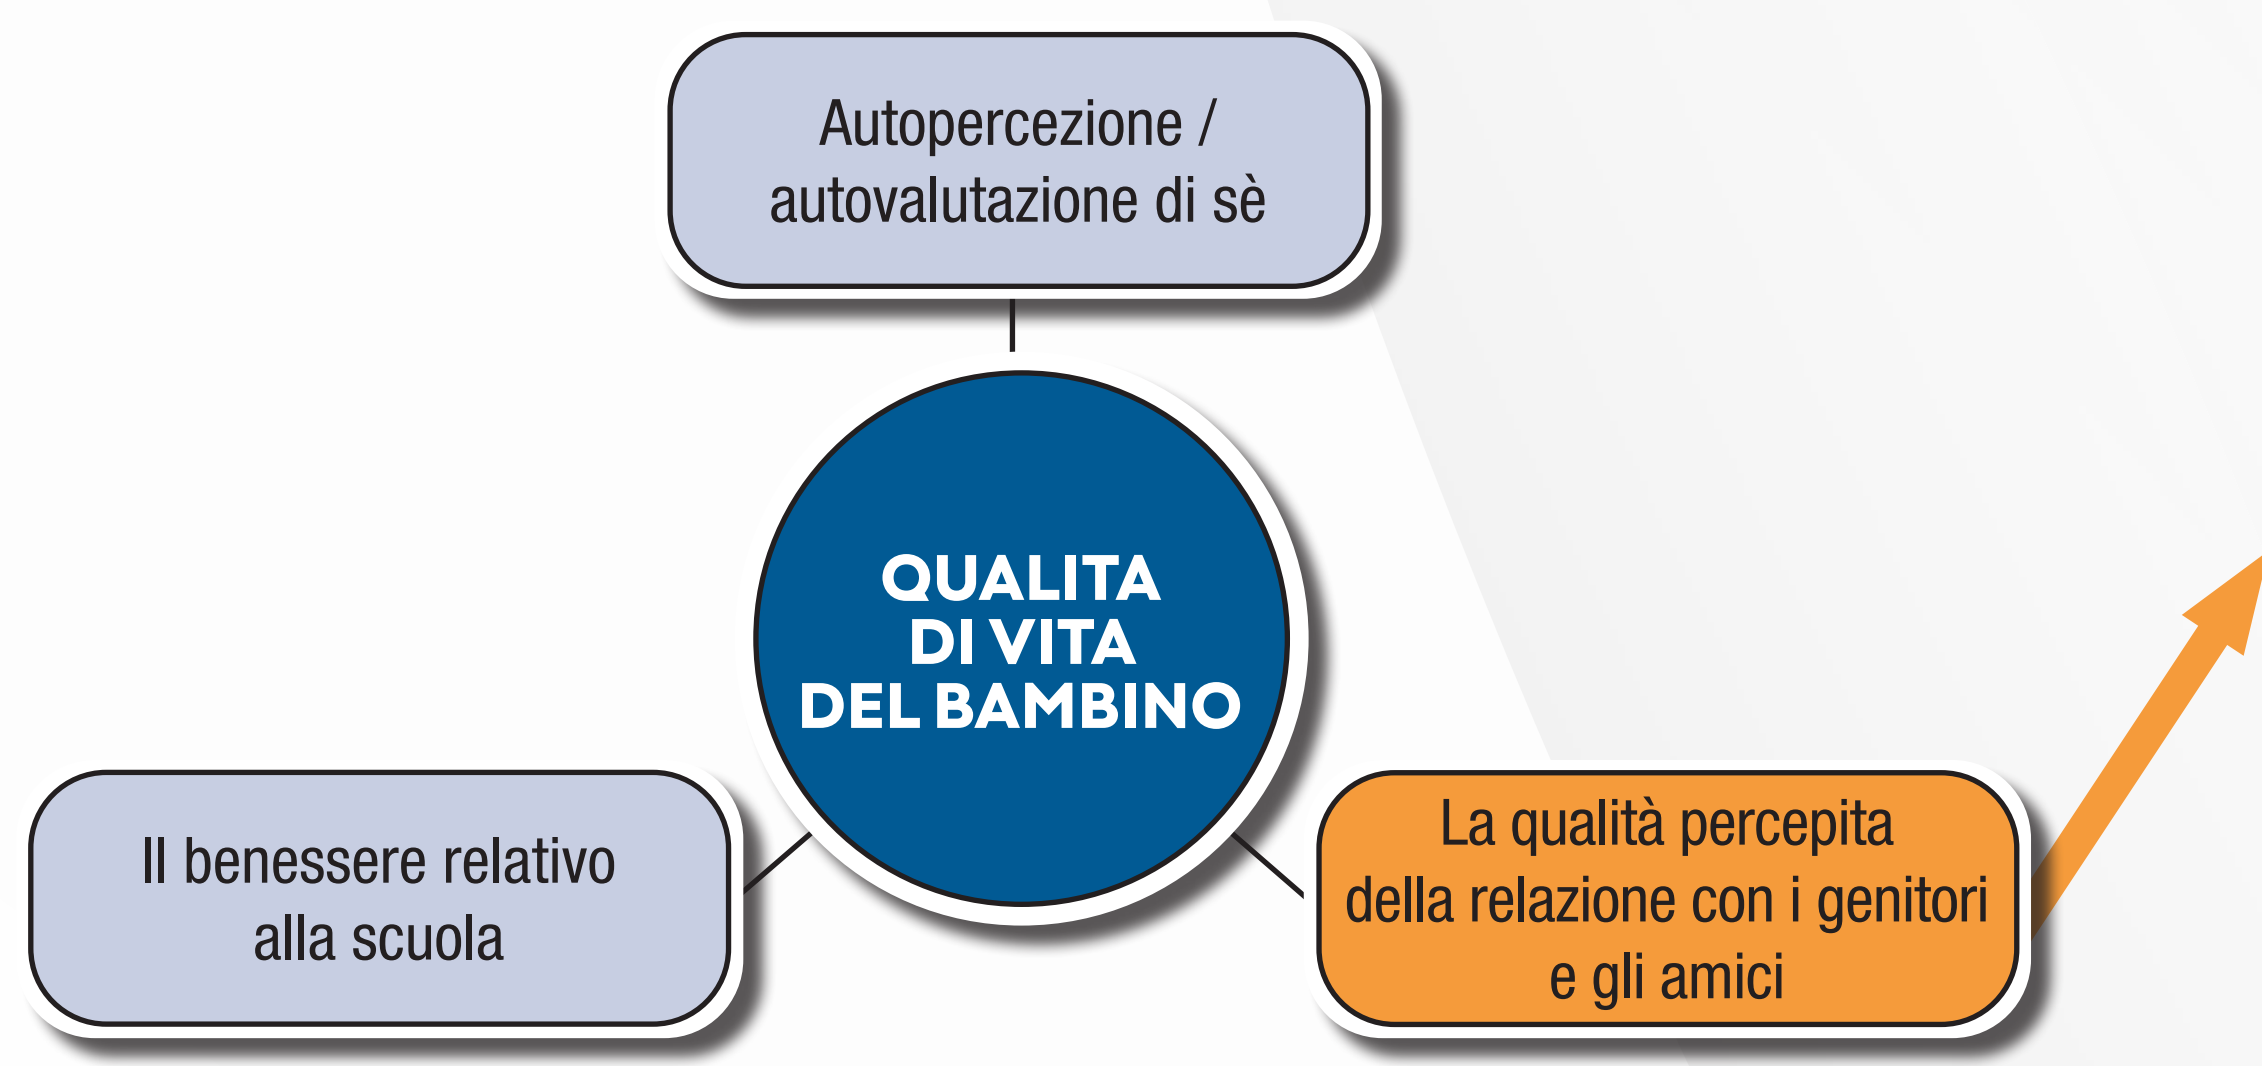 Autopercezione /
autovalutazione di sè
QUALITA
DI VITA
DEL BAMBINO
Il benessere relativo
alla scuola
La qualità percepita
della relazione con i genitori
e gli amici